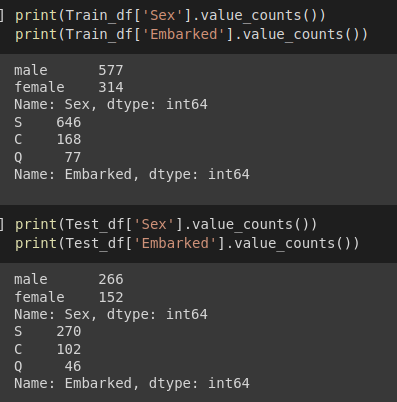 ] print(Train_df['Sex'].value_counts())
print(Train_df['Embarked'].value_counts())
male      577
female    314
Name: Sex, dtype: int64
S    646
C    168
Q     77
Name: Embarked, dtype: int64
] print(Test_df['Sex'].value_counts())
print(Test_df['Embarked'].value_counts())
male      266
female    152
Name: Sex, dtype: int64
S    270
C    102
Q     46
Name: Embarked, dtype: int64